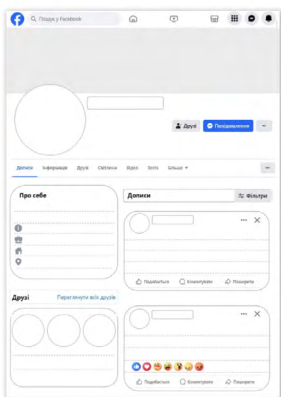 Пошук у Facebook
Друзі
Повідомлення
Дописи Інформація Друзі Світлини Відео Reels Більше
Про себе
Дописи
Фільтри
Подобається Коментувати Поширити
Друзі Переглянути всіх друзів
Подобається Коментувати Поширити